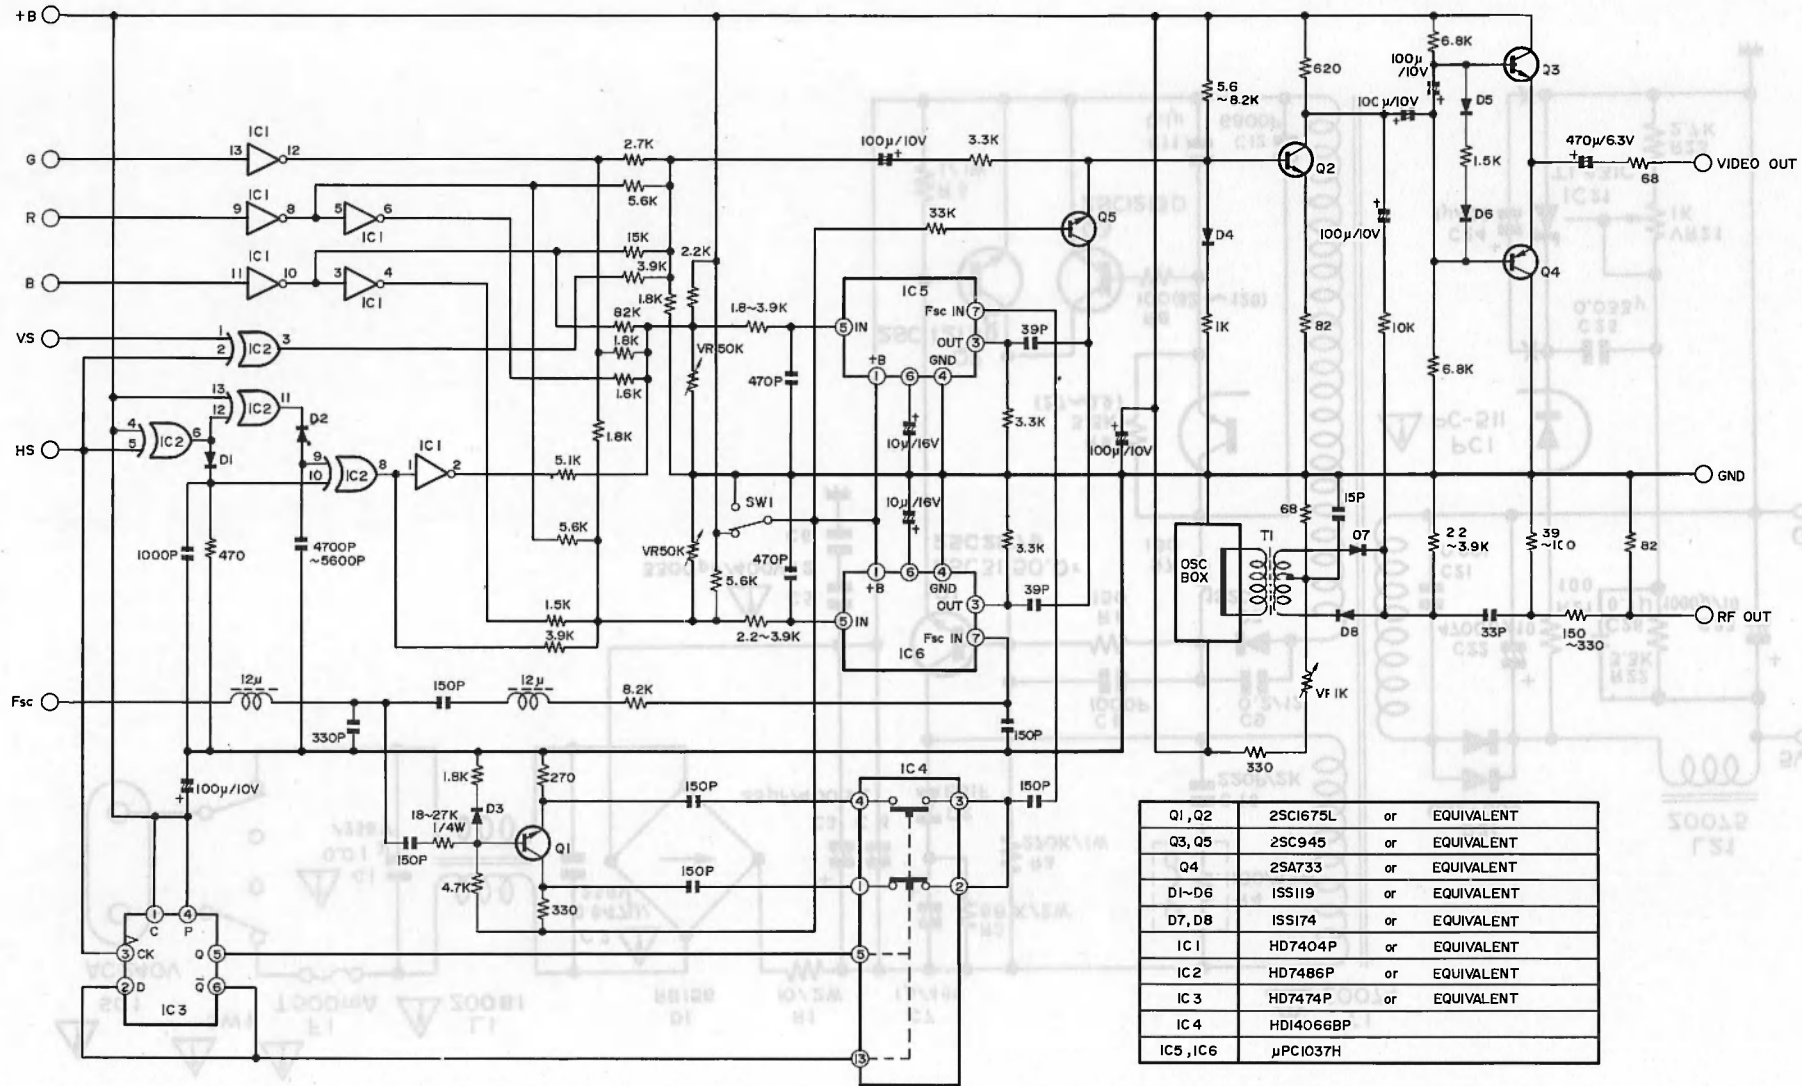 +B
6.8K
Q3
620
100μ
/10V
5.6
~8.2K
100μ/10V
D5
IC1
G
13
12
2.7K
100μ/10V
3.3K
1.5K
470μ/6.3V
VIDEO OUT
68
Q2
5.6K
IC1
R
9
8
5
6
IC1
33K
Q5
D6
100μ/10V
15K
2.2K
D4
IC1
B
11
10
3
4
IC1
3.9K
Q4
1.8K
IC5
Fsc IN
7
82K
1.8~3.9K
5
IN
39P
1K
82
10K
VS
1
2
IC2
3
1.8K
VR50K
OUT
3
+B
GND
1
6
4
6.8K
1.6K
470P
13
12
IC2
11
D2
3.3K
4
5
IC2
6
1.8K
10μ/16V
100μ/10V
HS
D1
9
10
IC2
8
IC1
1
2
5.1K
GND
10μ/16V
SW1
15P
68
5.6K
1000P
470
4700P
~5600P
VR50K
470P
3.3K
OSC
BOX
T1
D7
2.2
~3.9K
39
~100
82
5.6K
1
6
4
+B
GND
39P
1.5K
OUT
3
5
IN
Fsc IN
7
IC6
D8
33P
150
~330
RF OUT
3.9K
2.2~3.9K
Fsc
12μ
150P
12μ
8.2K
VR1K
330P
150P
330
100μ/10V
1.8K
270
IC4
150P
150P
4
3
18~27K
1/4W
D3
150P
Q1
150P
1
2
4.7K
330
1
4
C
P
3
CK
Q
5
5
2
D
Q̅
6
IC3
13
Q1,Q2 2SC1675L or EQUIVALENT
Q3,Q5 2SC945 or EQUIVALENT
Q4 2SA733 or EQUIVALENT
D1~D6 1SS119 or EQUIVALENT
D7,D8 1SS174 or EQUIVALENT
IC1 HD7404P or EQUIVALENT
IC2 HD7486P or EQUIVALENT
IC3 HD7474P or EQUIVALENT
IC4 HD14066BP
IC5,IC6 μPC1037H